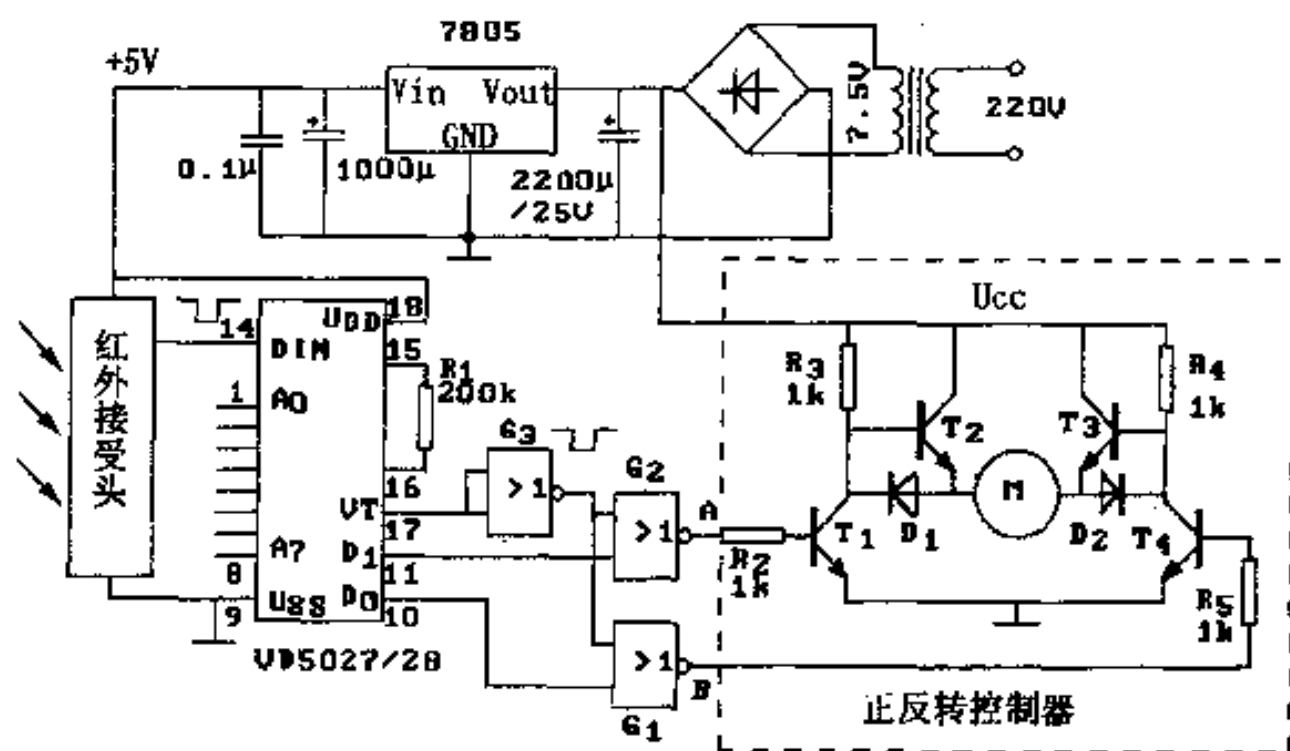 7805
+5V
Vin Vout
GND
7.5V
220V
0.1μ
1000μ
2200μ
/25V
Ucc
红外接受头
14
UDD
18
DIN
15
R1
200k
1
A0
G3
>1
16
VT
17
G2
>1
A
A7
D1
8
11
USS
D0
9
10
VD5027/28
>1
B
G1
R2
1k
R3
1k
T2
T3
R4
1k
M
T1
D1
D2
T4
R5
1k
正反转控制器